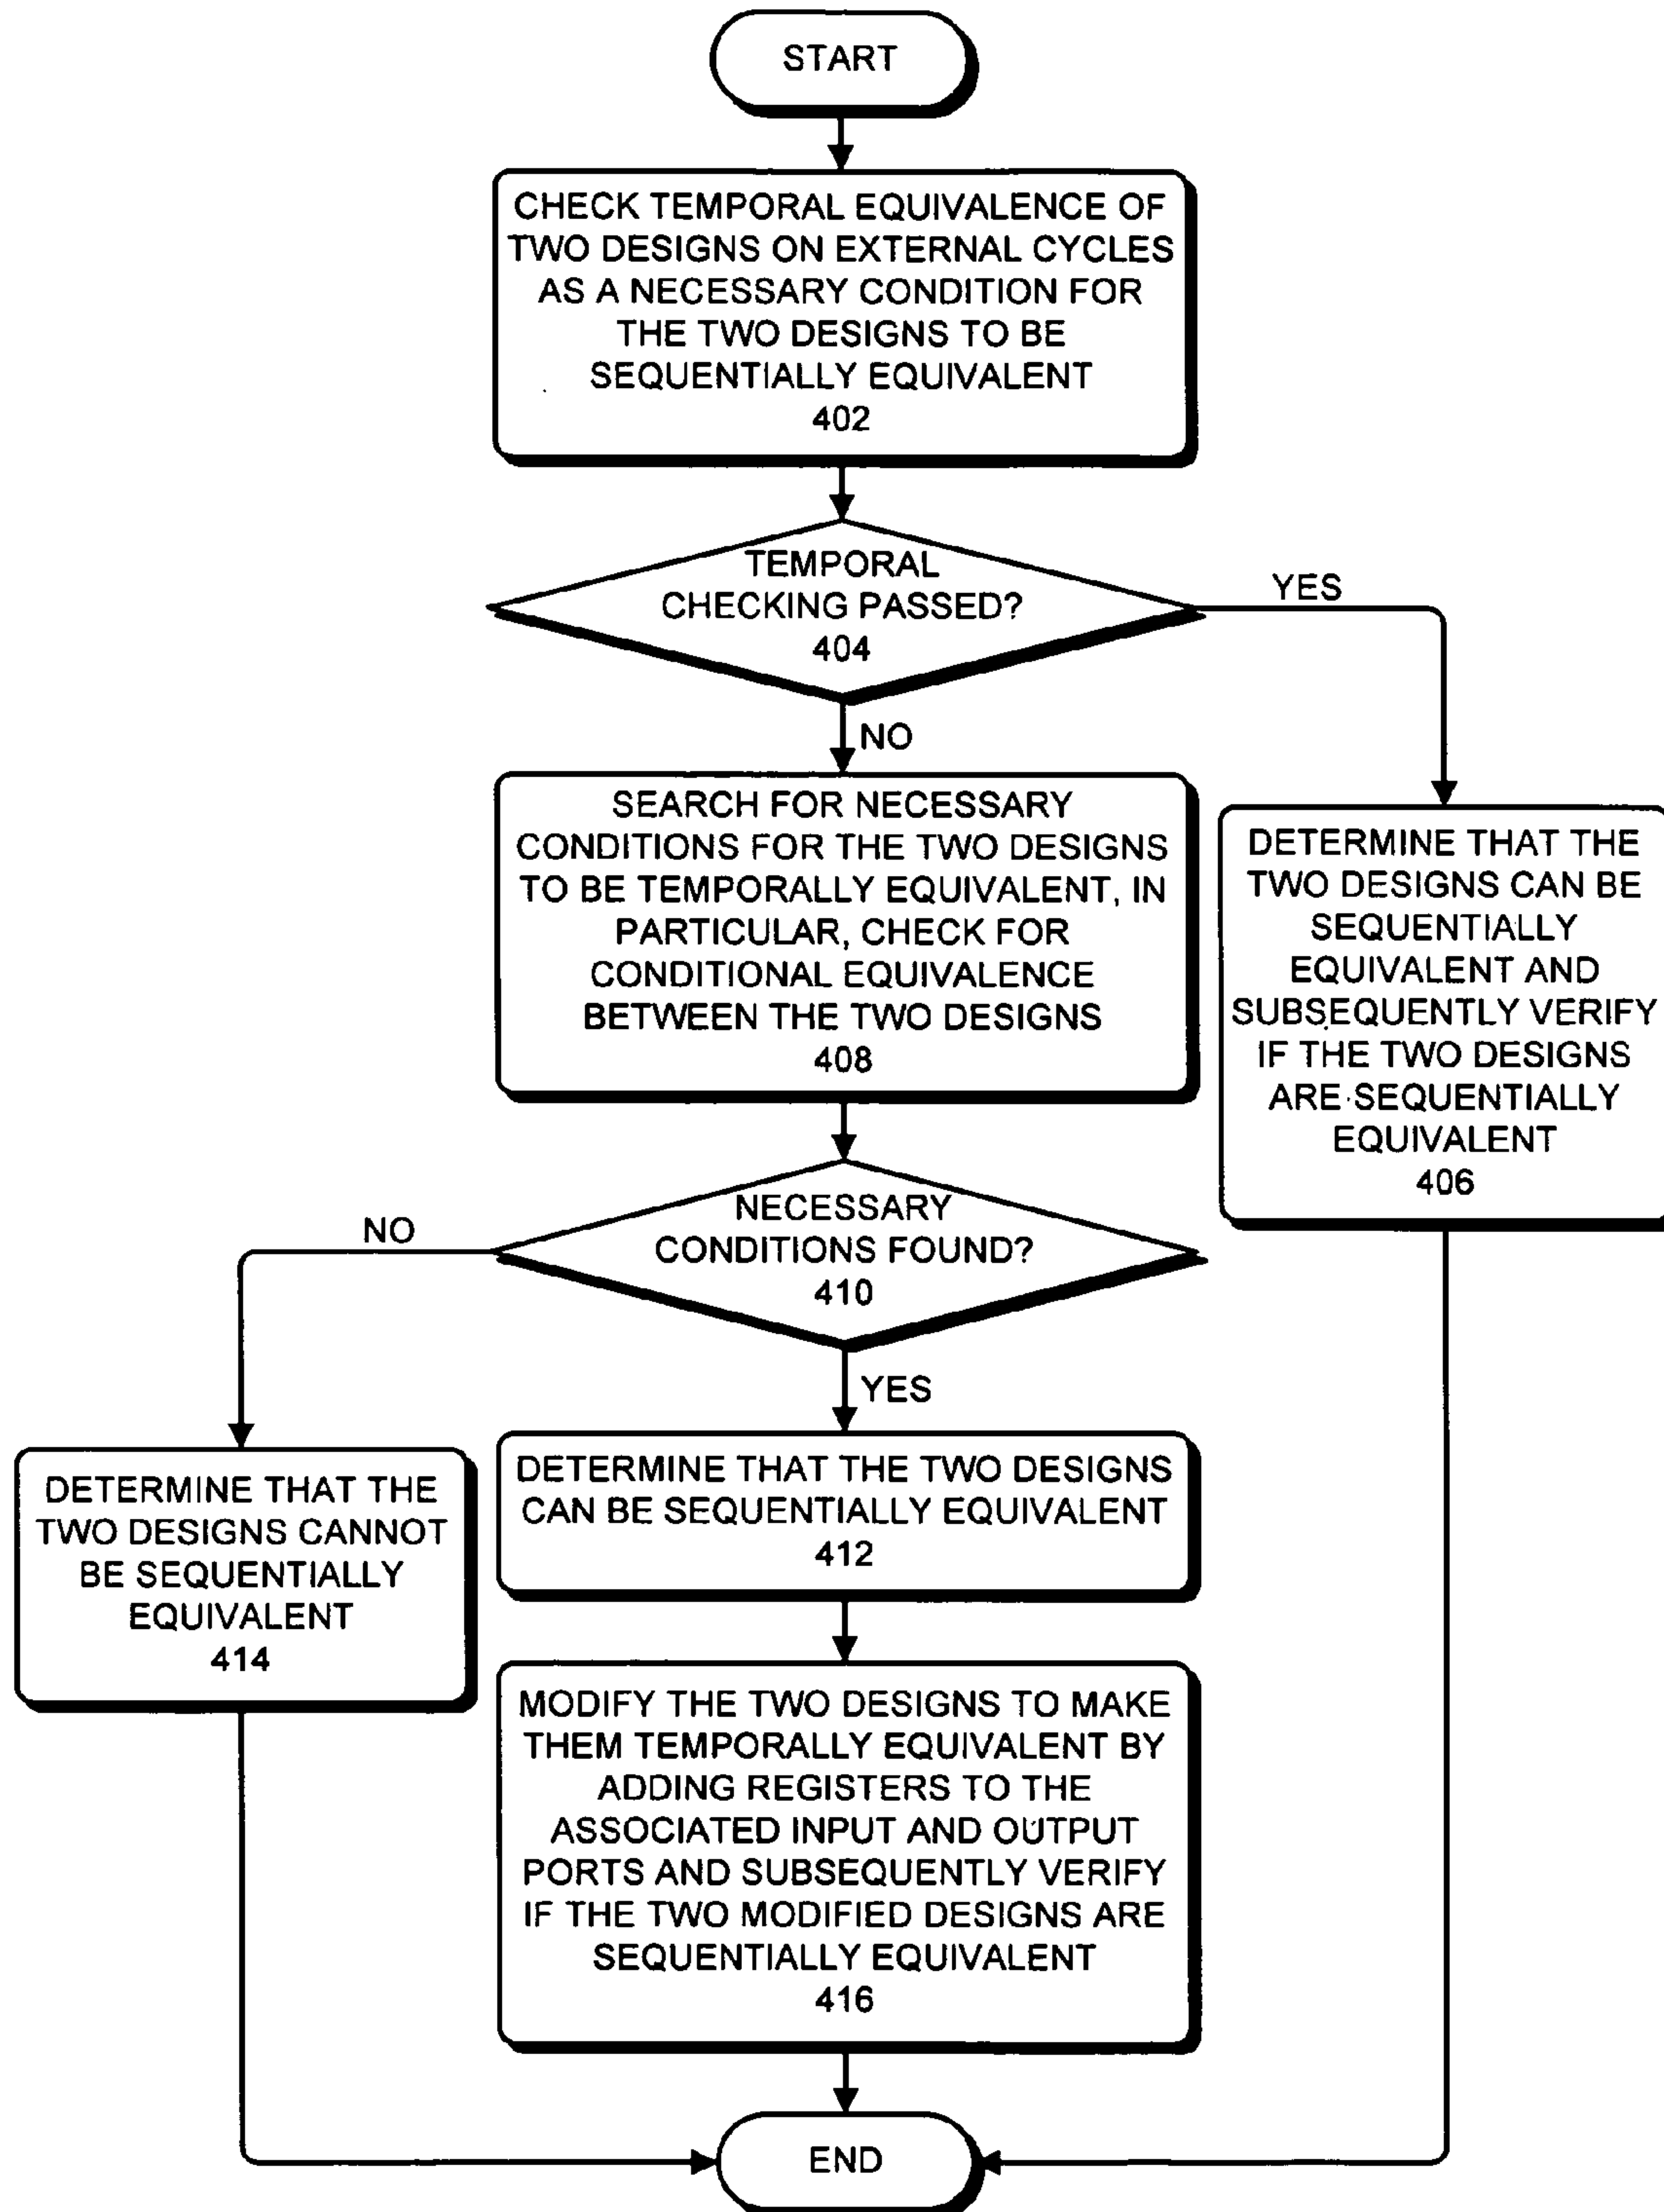 START
CHECK TEMPORAL EQUIVALENCE OF
TWO DESIGNS ON EXTERNAL CYCLES
AS A NECESSARY CONDITION FOR
THE TWO DESIGNS TO BE
SEQUENTIALLY EQUIVALENT
402
TEMPORAL
CHECKING PASSED?
404
YES
NO
SEARCH FOR NECESSARY
CONDITIONS FOR THE TWO DESIGNS
TO BE TEMPORALLY EQUIVALENT, IN
PARTICULAR, CHECK FOR
CONDITIONAL EQUIVALENCE
BETWEEN THE TWO DESIGNS
408
DETERMINE THAT THE
TWO DESIGNS CAN BE
SEQUENTIALLY
EQUIVALENT AND
SUBSEQUENTLY VERIFY
IF THE TWO DESIGNS
ARE SEQUENTIALLY
EQUIVALENT
406
NECESSARY
CONDITIONS FOUND?
410
NO
YES
DETERMINE THAT THE
TWO DESIGNS CANNOT
BE SEQUENTIALLY
EQUIVALENT
414
DETERMINE THAT THE TWO DESIGNS
CAN BE SEQUENTIALLY EQUIVALENT
412
MODIFY THE TWO DESIGNS TO MAKE
THEM TEMPORALLY EQUIVALENT BY
ADDING REGISTERS TO THE
ASSOCIATED INPUT AND OUTPUT
PORTS AND SUBSEQUENTLY VERIFY
IF THE TWO MODIFIED DESIGNS ARE
SEQUENTIALLY EQUIVALENT
416
END